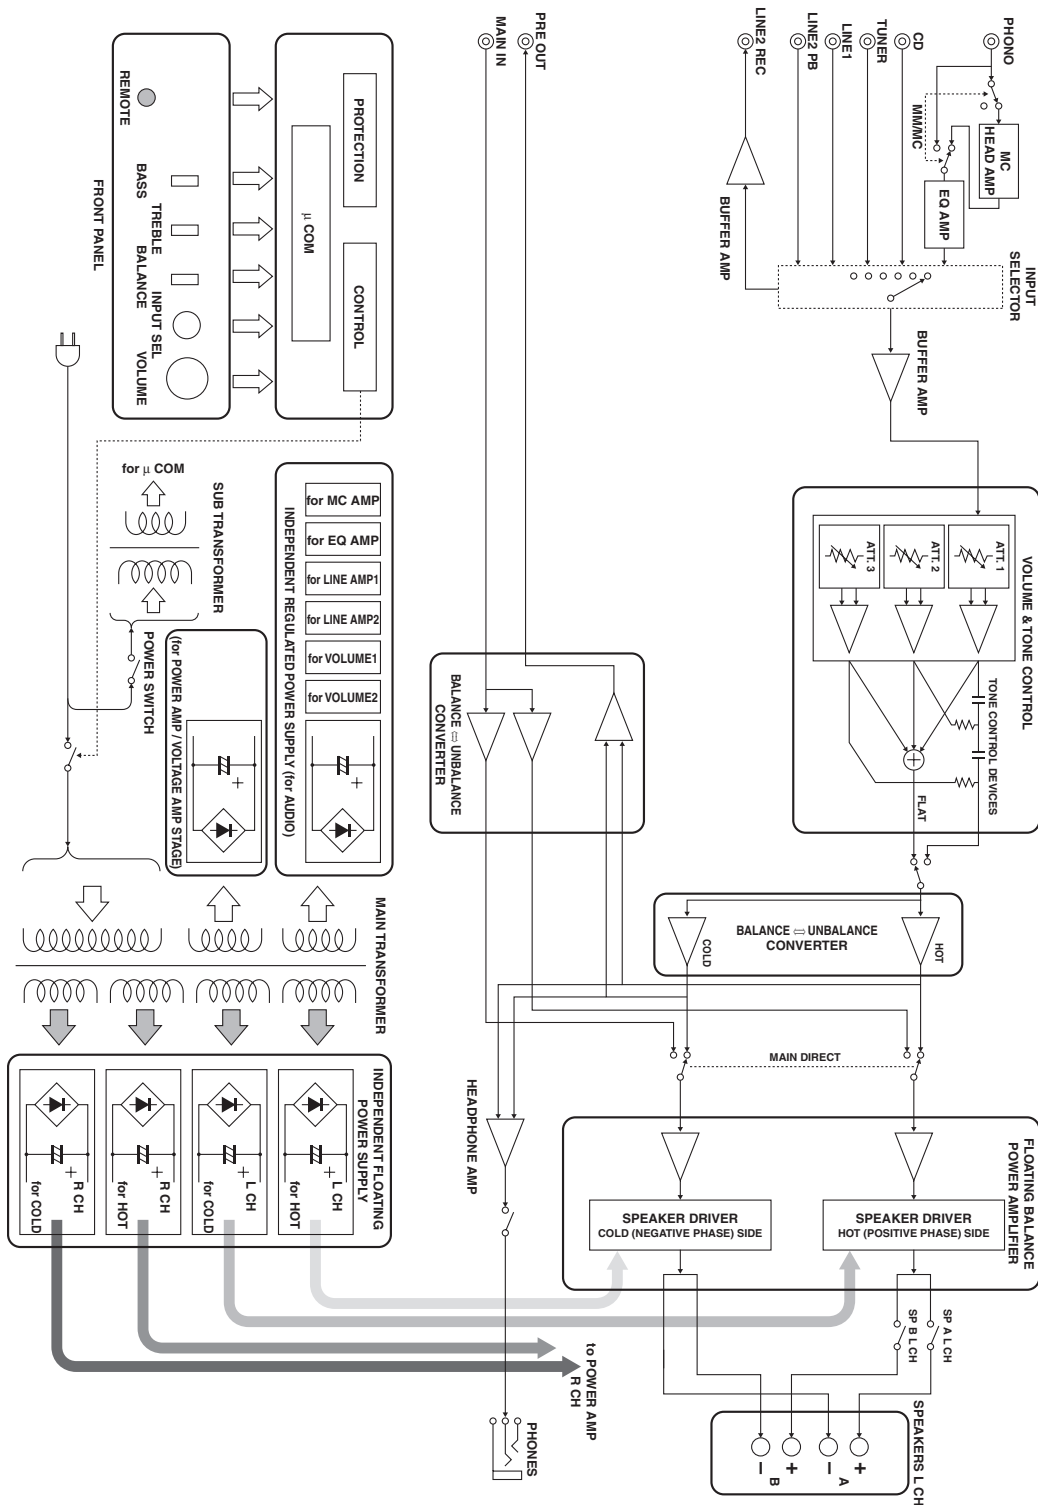 PHONO
CD
TUNER
LINE1
LINE2 PB
LINE2 REC
PRE OUT
MAIN IN
MM/MC
MC
HEAD AMP
EQ AMP
INPUT
SELECTOR
BUFFER AMP
BUFFER AMP
VOLUME & TONE CONTROL
ATT. 1
ATT. 2
ATT. 3
TONE CONTROL DEVICES
FLAT
BALANCE ⇔ UNBALANCE
CONVERTER
HOT
COLD
BALANCE ⇔ UNBALANCE
CONVERTER
MAIN DIRECT
FLOATING BALANCE
POWER AMPLIFIER
SPEAKER DRIVER
HOT (POSITIVE PHASE) SIDE
SPEAKER DRIVER
COLD (NEGATIVE PHASE) SIDE
SP A L CH
SP B L CH
SPEAKERS L CH
+
−
A
+
−
B
HEADPHONE AMP
PHONES
PROTECTION
CONTROL
μ COM
REMOTE
BASS
TREBLE
BALANCE
INPUT SEL
VOLUME
FRONT PANEL
for μ COM
SUB TRANSFORMER
POWER SWITCH
for MC AMP
for EQ AMP
for LINE AMP1
for LINE AMP2
for VOLUME1
for VOLUME2
+
INDEPENDENT REGULATED POWER SUPPLY (for AUDIO)
(for POWER AMP / VOLTAGE AMP STAGE)
+
MAIN TRANSFORMER
INDEPENDENT FLOATING
POWER SUPPLY
+
L CH
for HOT
+
L CH
for COLD
+
R CH
for HOT
+
R CH
for COLD
to POWER AMP
R CH